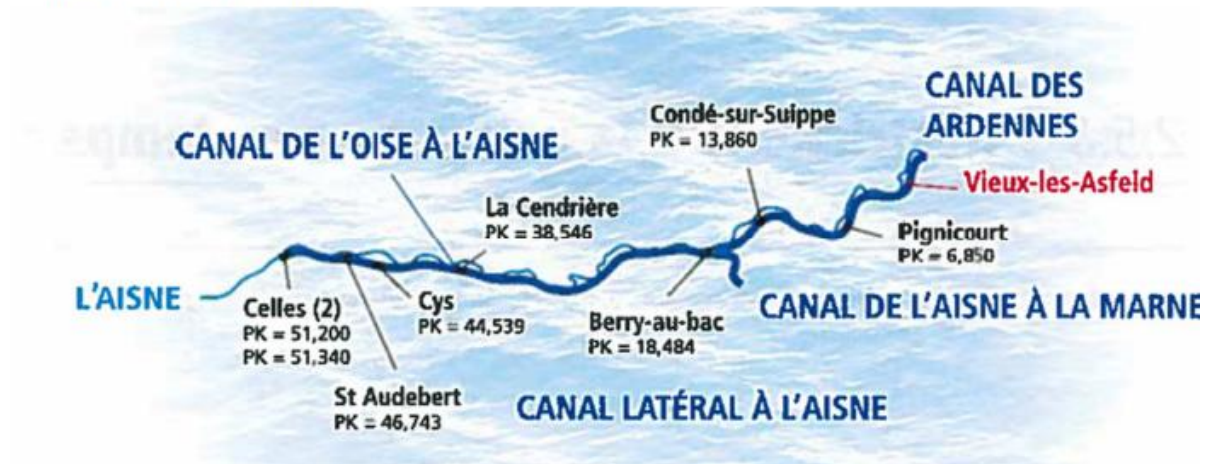 CANAL DES
ARDENNES
Condé-sur-Suippe
PK = 13,860
CANAL DE L'OISE À L'AISNE
Vieux-les-Asfeld
La Cendrière
PK = 38,546
Pignicourt
PK = 6,850
L'AISNE
Celles (2)
PK = 51,200
PK = 51,340
Cys
PK = 44,539
CANAL DE L'AISNE À LA MARNE
Berry-au-bac
PK = 18,484
St Audebert
PK = 46,743
CANAL LATÉRAL À L'AISNE